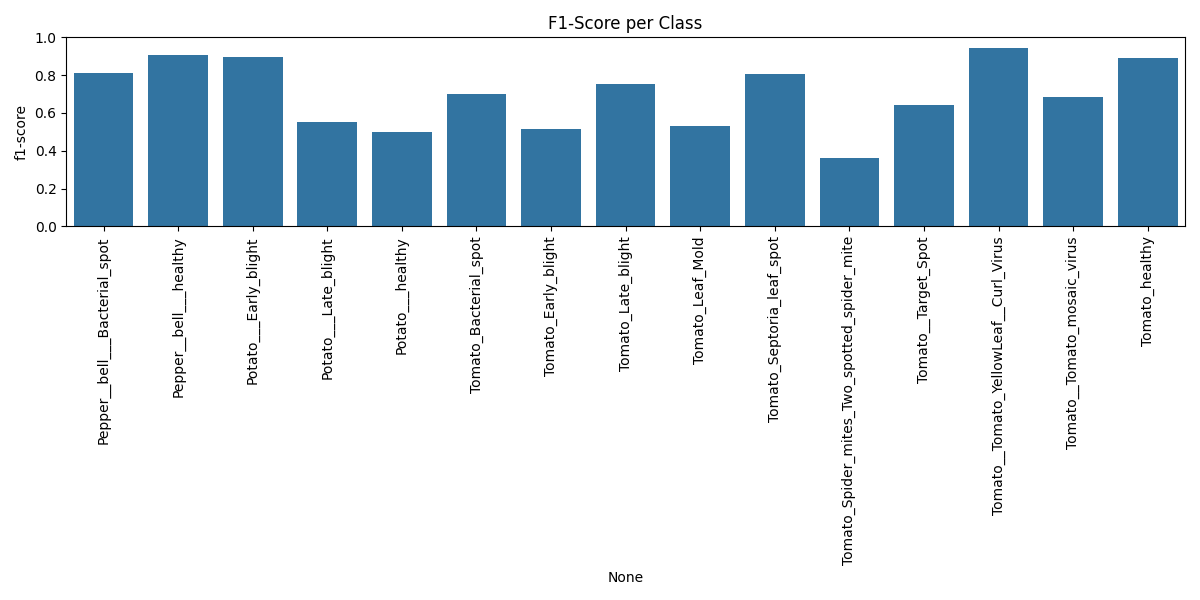 F1-Score per Class
f1-score
1.0
0.8
0.6
0.4
0.2
0.0
Pepper__bell___Bacterial_spot
Pepper__bell___healthy
Potato___Early_blight
Potato___Late_blight
Potato___healthy
Tomato_Bacterial_spot
Tomato_Early_blight
Tomato_Late_blight
Tomato_Leaf_Mold
Tomato_Septoria_leaf_spot
Tomato_Spider_mites_Two_spotted_spider_mite
Tomato__Target_Spot
Tomato__Tomato_YellowLeaf__Curl_Virus
Tomato__Tomato_mosaic_virus
Tomato_healthy
None